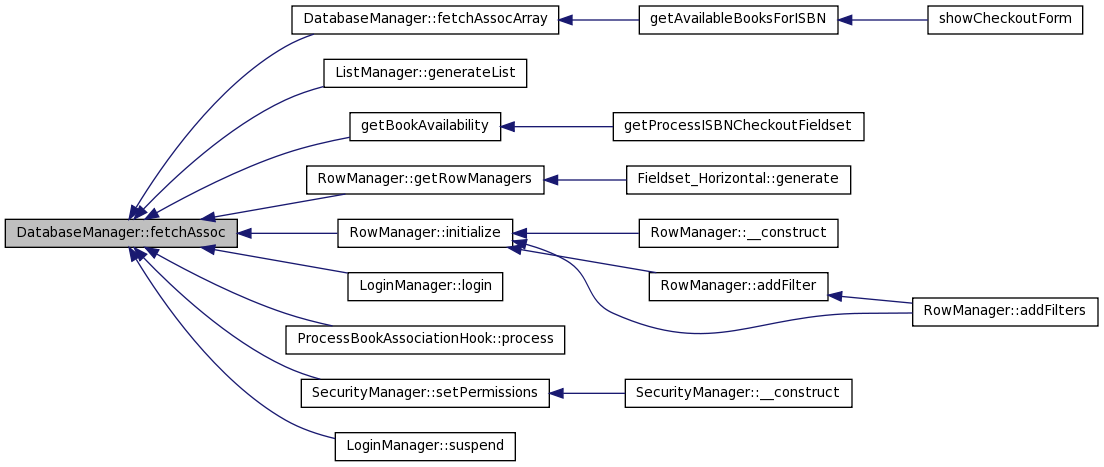 DatabaseManager::fetchAssocArray
getAvailableBooksForISBN
showCheckoutForm
ListManager::generateList
getBookAvailability
getProcessISBNCheckoutFieldset
RowManager::getRowManagers
Fieldset_Horizontal::generate
DatabaseManager::fetchAssoc
RowManager::initialize
RowManager::__construct
LoginManager::login
RowManager::addFilter
RowManager::addFilters
ProcessBookAssociationHook::process
SecurityManager::setPermissions
SecurityManager::__construct
LoginManager::suspend